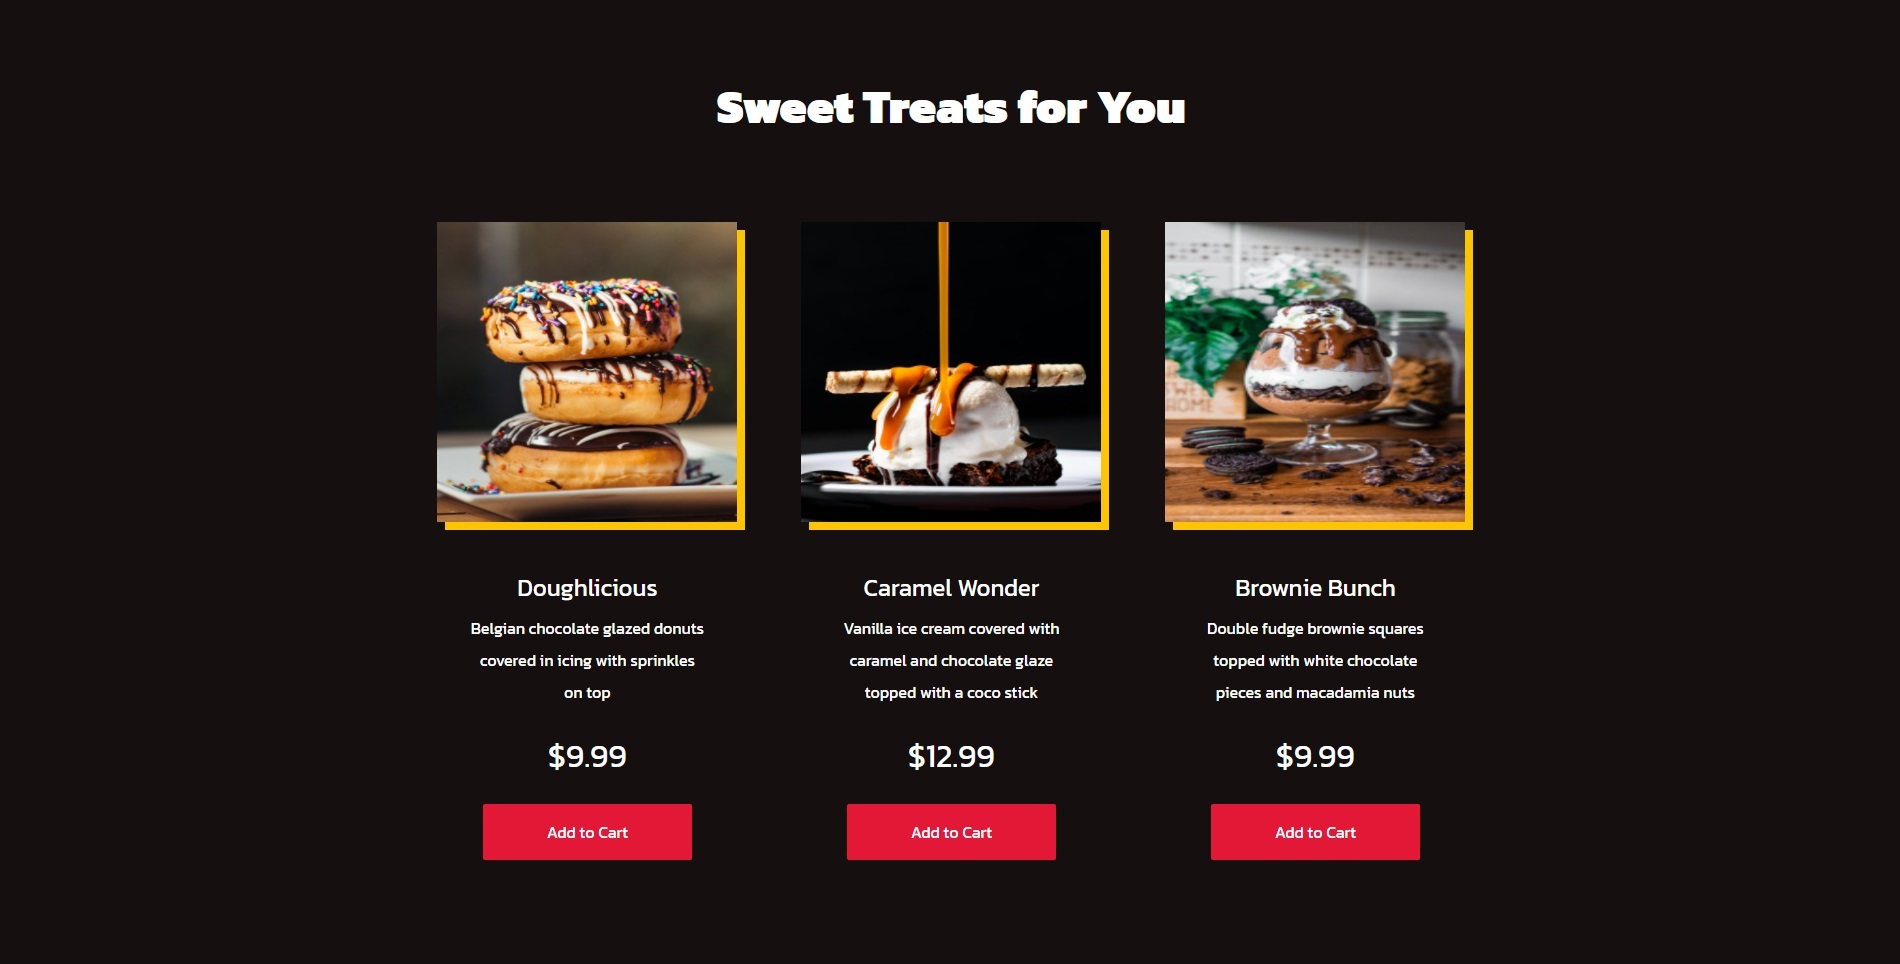 Sweet Treats for You
Doughlicious
Belgian chocolate glazed donuts
covered in icing with sprinkles
on top
$9.99
Add to Cart
Caramel Wonder
Vanilla ice cream covered with
caramel and chocolate glaze
topped with a coco stick
$12.99
Add to Cart
HOME
Brownie Bunch
Double fudge brownie squares
topped with white chocolate
pieces and macadamia nuts
$9.99
Add to Cart